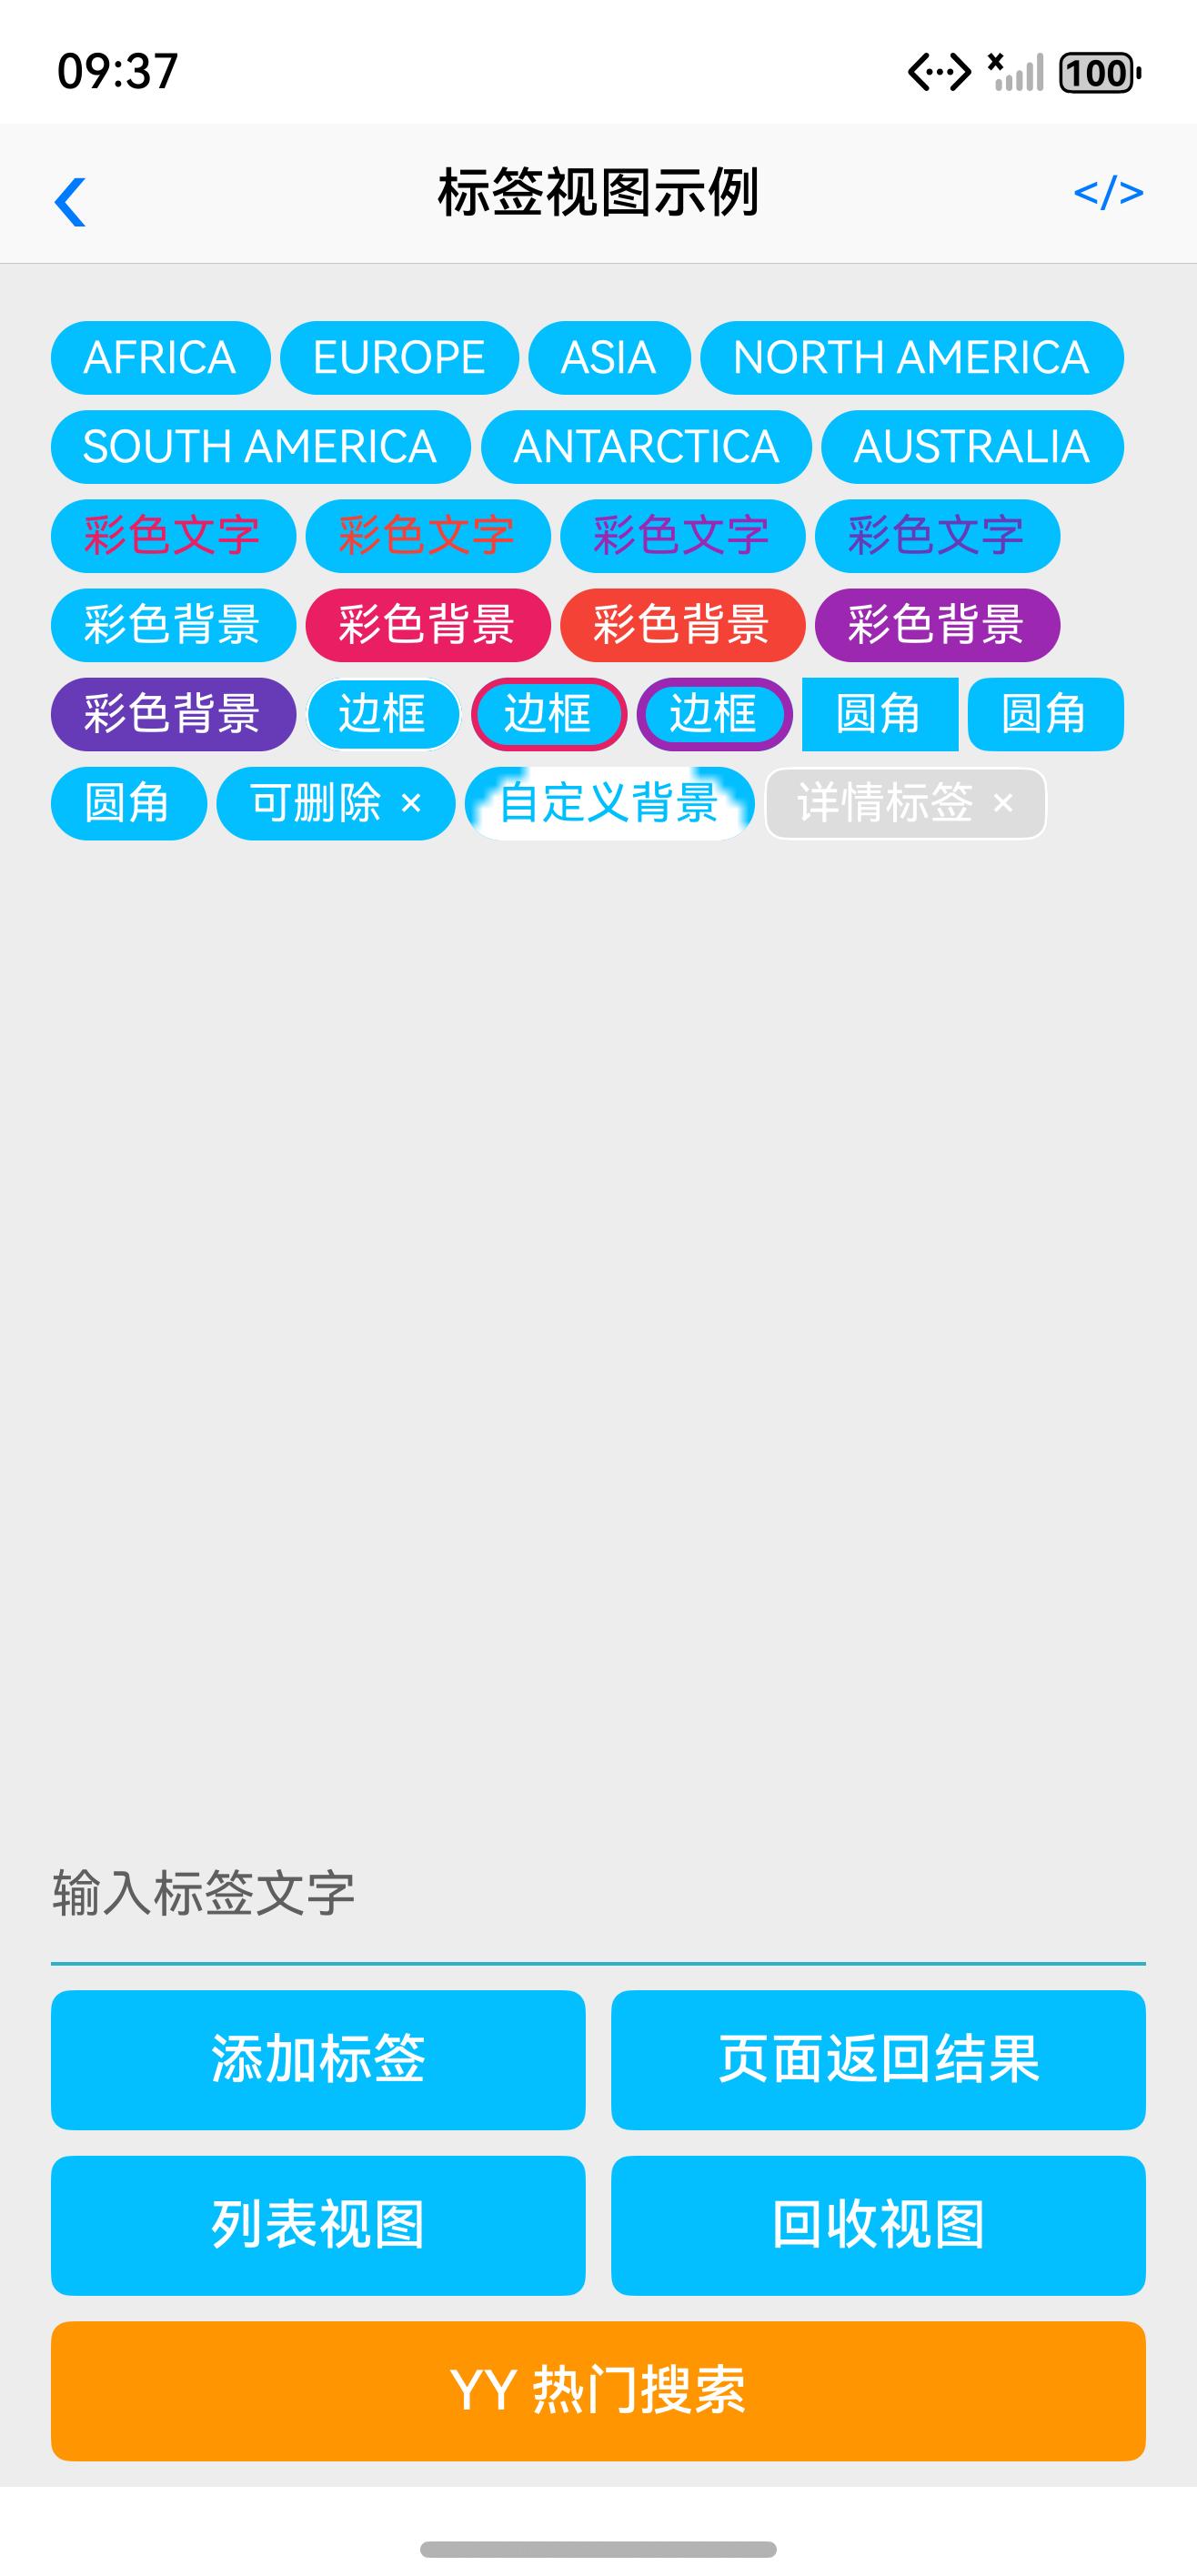 09:37
100
标签视图示例
</>
AFRICA EUROPE ASIA NORTH AMERICA
SOUTH AMERICA ANTARCTICA AUSTRALIA
彩色文字 彩色文字 彩色文字 彩色文字
彩色背景 彩色背景 彩色背景 彩色背景
彩色背景 边框 边框 边框 圆角 圆角
圆角 可删除 × 自定义背景 详情标签 ×
输入标签文字
添加标签 页面返回结果
列表视图 回收视图
YY 热门搜索